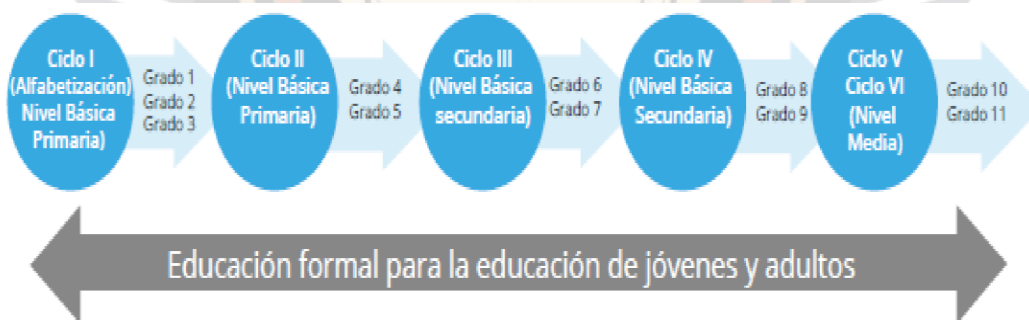 Ciclo I
(Alfabetización)
Nivel Básica
Primaria)
Grado 1
Grado 2
Grado 3
Ciclo II
(Nivel Básica
Primaria)
Grado 4
Grado 5
Ciclo III
(Nivel Básica
secundaria)
Grado 6
Grado 7
Ciclo IV
(Nivel Básica
Secundaria)
Grado 8
Grado 9
Ciclo V
Ciclo VI
(Nivel
Media)
Grado 10
Grado 11
Educación formal para la educación de jóvenes y adultos